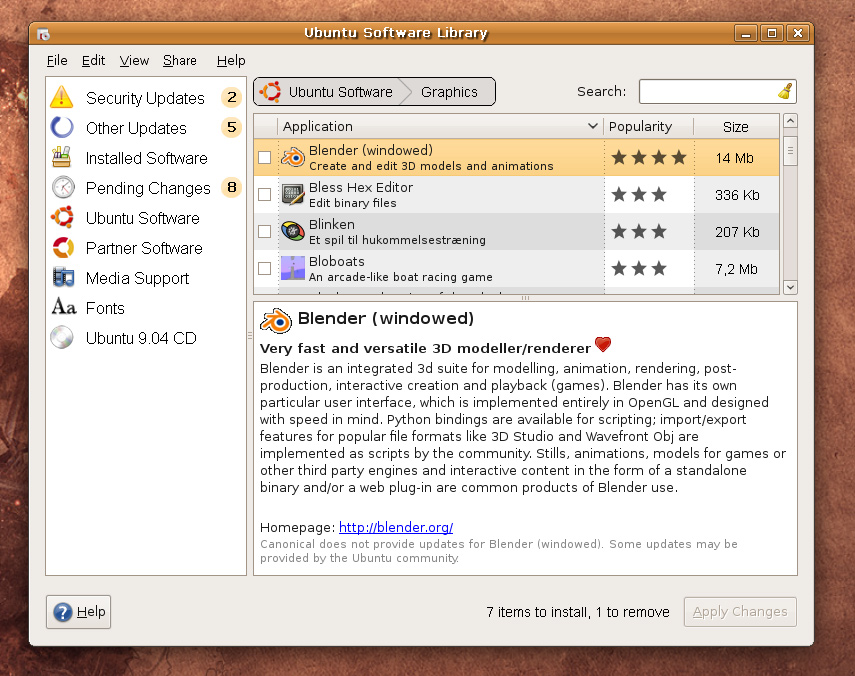 Ubuntu Software Library
File Edit View Share Help
Security Updates 2
Other Updates 5
Installed Software
Pending Changes 8
Ubuntu Software
Partner Software
Media Support
Aa Fonts
Ubuntu 9.04 CD
Ubuntu Software Graphics
Search:
Application Popularity Size
Blender (windowed)
Create and edit 3D models and animations
14 Mb
Bless Hex Editor
Edit binary files
336 Kb
Blinken
Et spil til hukommelsestræning
207 Kb
Bloboats
An arcade-like boat racing game
7,2 Mb
Blender (windowed)
Very fast and versatile 3D modeller/renderer
Blender is an integrated 3d suite for modelling, animation, rendering, post-
production, interactive creation and playback (games). Blender has its own
particular user interface, which is implemented entirely in OpenGL and designed
with speed in mind. Python bindings are available for scripting; import/export
features for popular file formats like 3D Studio and Wavefront Obj are
implemented as scripts by the community. Stills, animations, models for games or
other third party engines and interactive content in the form of a standalone
binary and/or a web plug-in are common products of Blender use.
Homepage: http://blender.org/
Canonical does not provide updates for Blender (windowed). Some updates may be
provided by the Ubuntu community.
Help
7 items to install, 1 to remove
Apply Changes